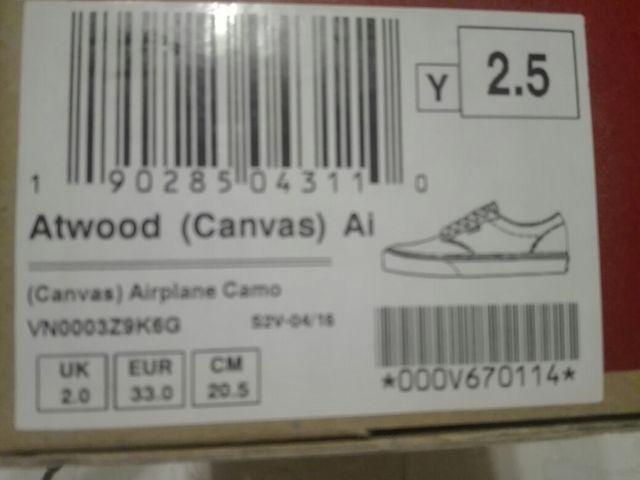 Y 2.5
1 90285 04311 0
Atwood (Canvas) Ai
(Canvas) Airplane Camo
VN0003Z9K6G S2V-04/16
UK EUR CM
2.0 33.0 20.5
*000V670114*